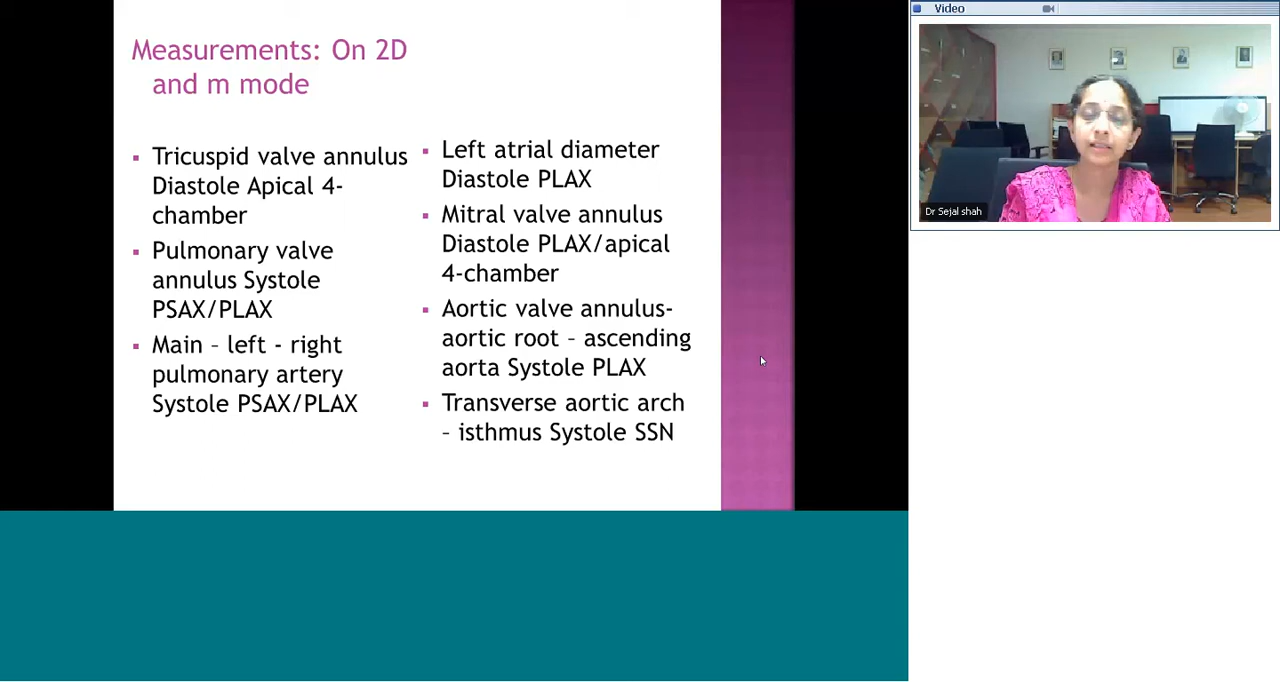 Measurements: On 2D
and m mode
Tricuspid valve annulus
Diastole Apical 4-
chamber
Pulmonary valve
annulus Systole
PSAX/PLAX
Main – left - right
pulmonary artery
Systole PSAX/PLAX
Left atrial diameter
Diastole PLAX
Mitral valve annulus
Diastole PLAX/apical
4-chamber
Aortic valve annulus-
aortic root – ascending
aorta Systole PLAX
Transverse aortic arch
– isthmus Systole SSN
Video
Dr Sejal shah